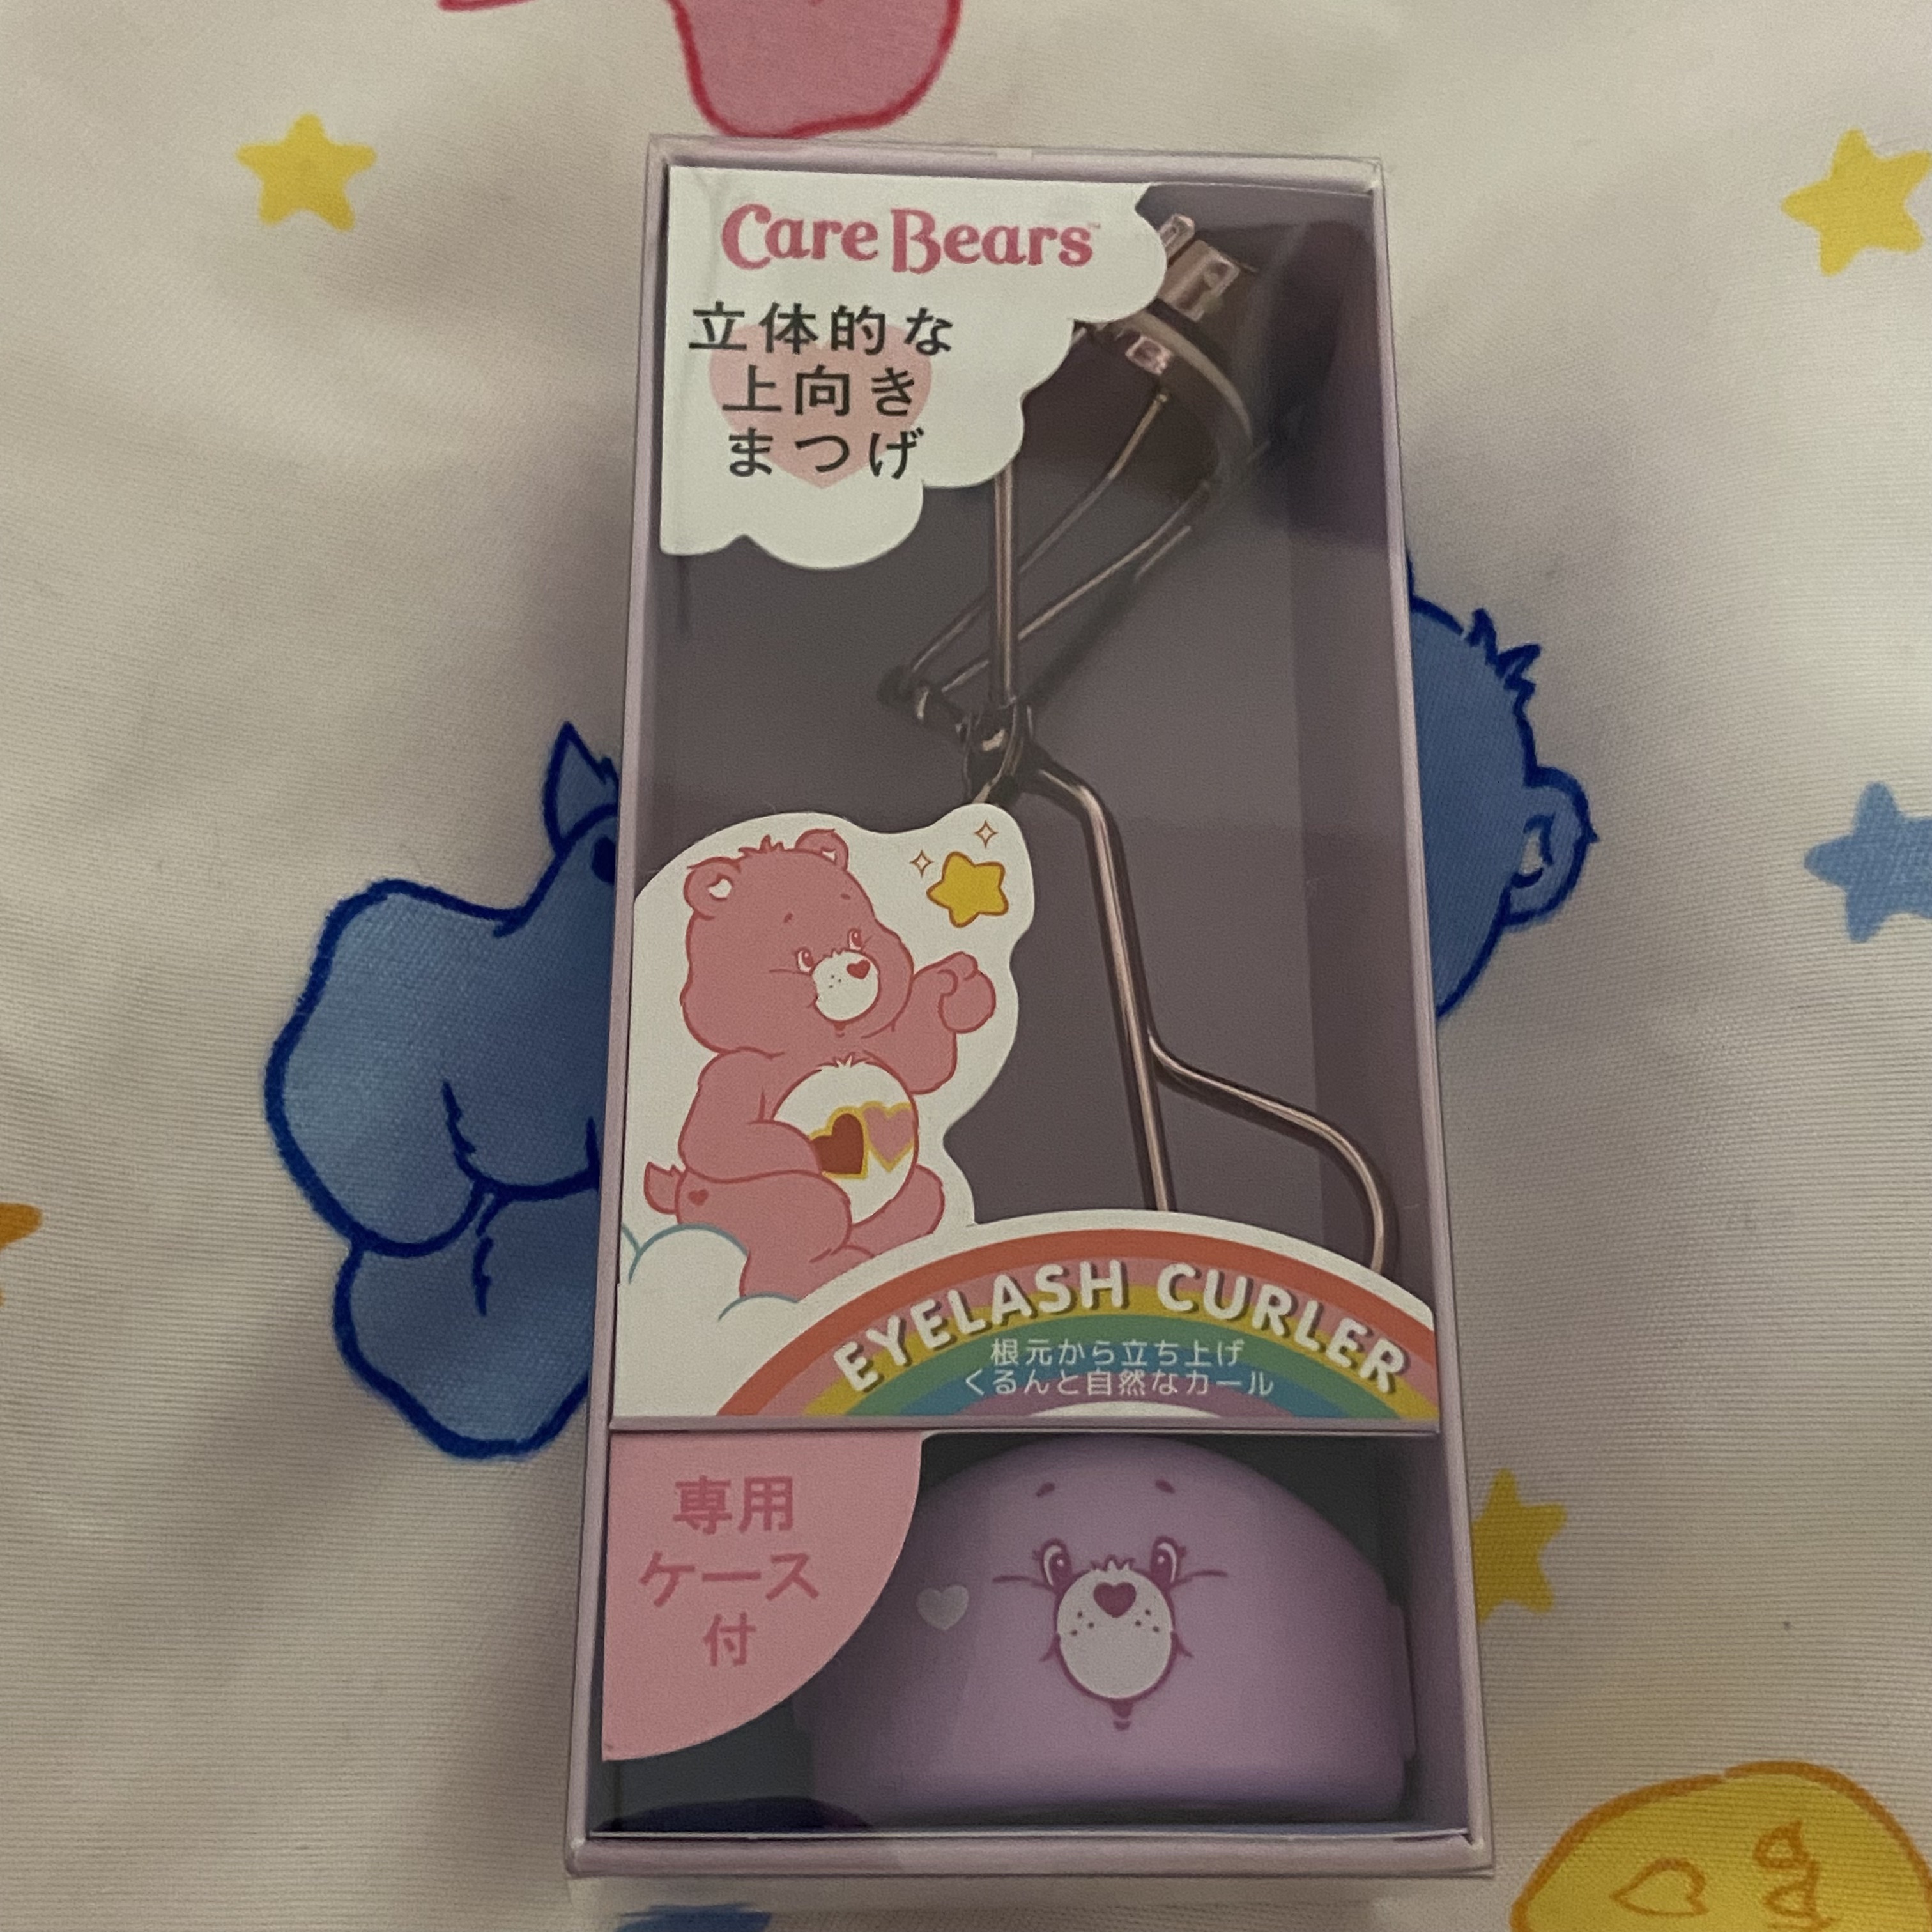 Care Bears™
立体的な
上向き
まつげ
EYELASH CURLER
根元から立ち上げ
くるんと自然なカール
専用
ケース
付